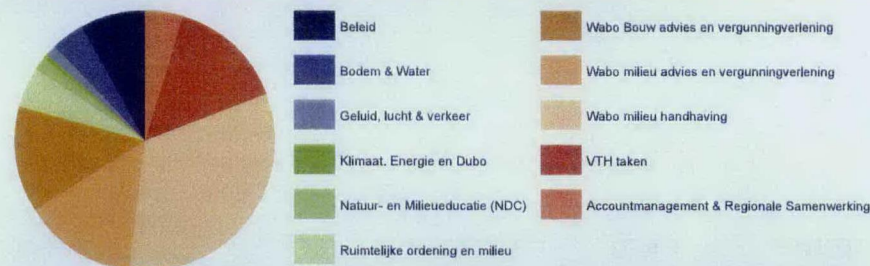 Beleid
Bodem & Water
Geluid, lucht & verkeer
Klimaat. Energie en Dubo
Natuur- en Milieueducatie (NDC)
Ruimtelijke ordening en milieu
Wabo Bouw advies en vergunningverlening
Wabo milieu advies en vergunningverlening
Wabo milieu handhaving
VTH taken
Accountmanagement & Regionale Samenwerking